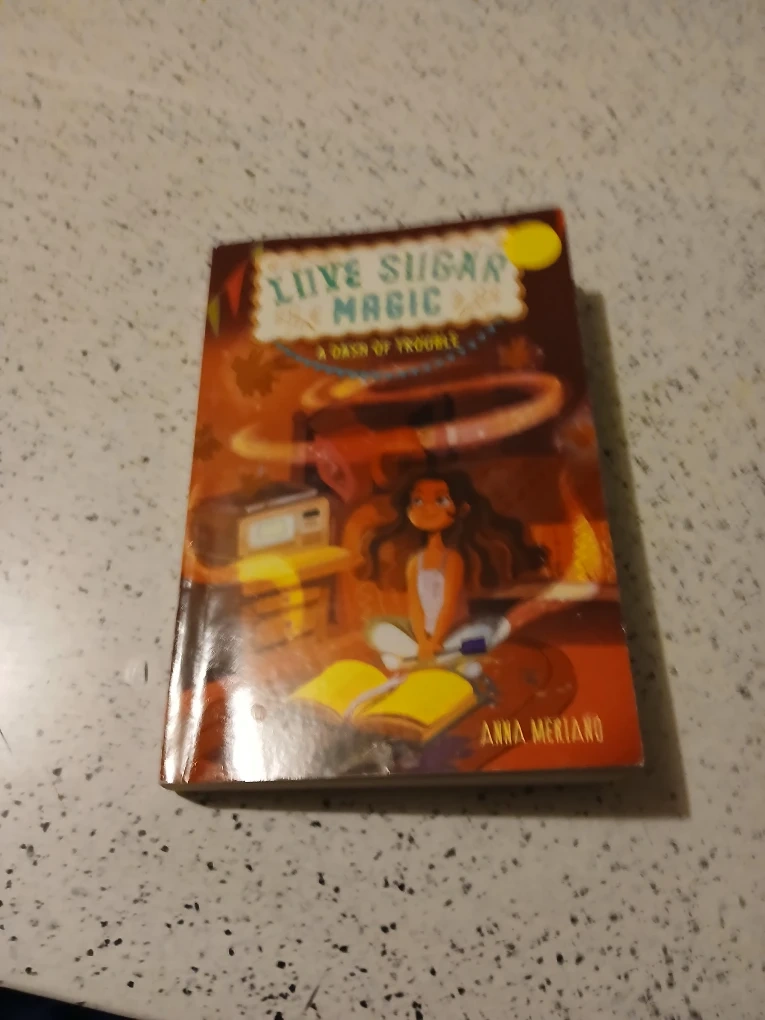 LOVE SUGAR
MAGIC
A DASH OF TROUBLE
ANNA MERIANO